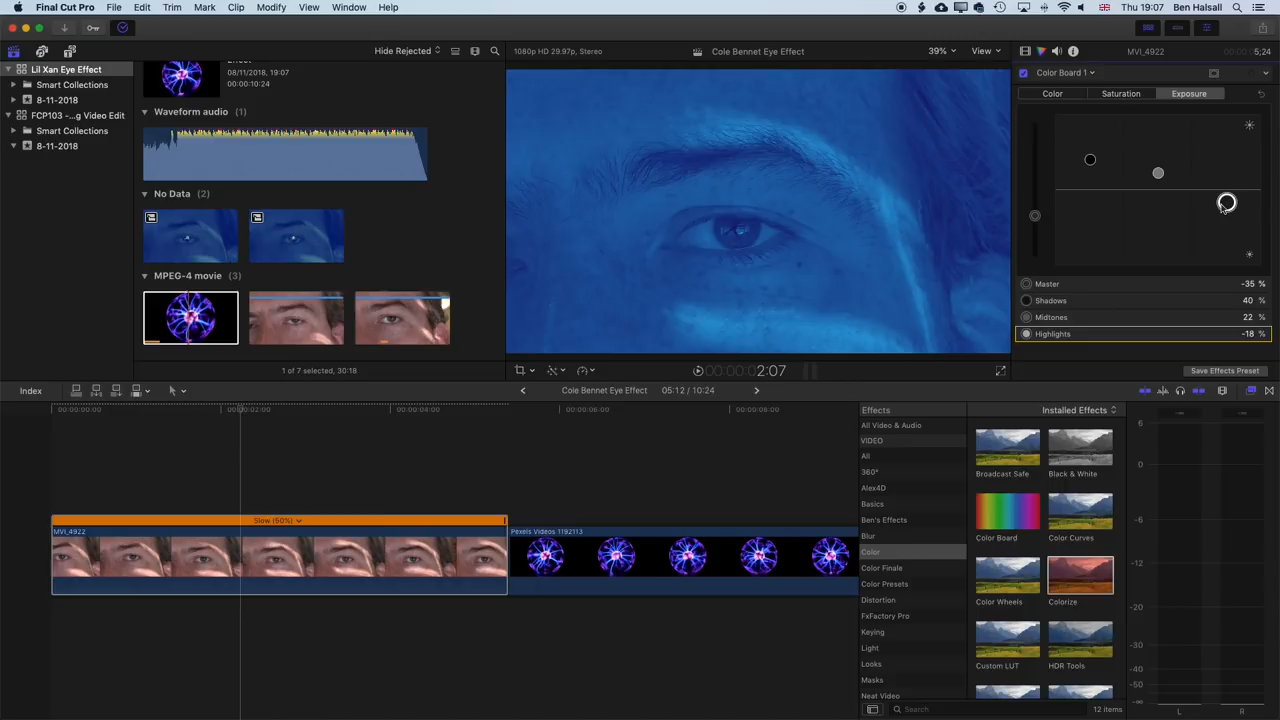 Final Cut Pro File Edit Trim Mark Clip Modify View Window Help Thu 19:07 Ben Halsall
Hide Rejected
1080p HD 29.97p, Stereo
Cole Bennet Eye Effect
39%
View
MVI_4922
5:24
Lil Xan Eye Effect
Smart Collections
8-11-2018
FCP103 -...g Video Edit
Smart Collections
8-11-2018
08/11/2018, 19:07
00:00:10:24
Waveform audio (1)
No Data (2)
MPEG-4 movie (3)
1 of 7 selected, 30:18
Color Board 1
Color Saturation Exposure
Master -35 %
Shadows 40 %
Midtones 22 %
Highlights -18 %
Save Effects Preset
00:00:00:02:07
Index
Cole Bennet Eye Effect
05:12 / 10:24
00:00:00:00
00:00:02:00
00:00:04:00
00:00:06:00
00:00:08:00
Slow (50%)
MVI_4922
Pexels Videos 1192113
Effects
Installed Effects
All Video & Audio
VIDEO
All
360°
Alex4D
Basics
Ben's Effects
Blur
Color
Color Finale
Color Presets
Distortion
FxFactory Pro
Keying
Light
Looks
Masks
Neat Video
Broadcast Safe
Black & White
Color Board
Color Curves
Color Wheels
Colorize
Custom LUT
HDR Tools
Search
12 items
6
0
-6
-12
-20
-30
-40
-50
L
R